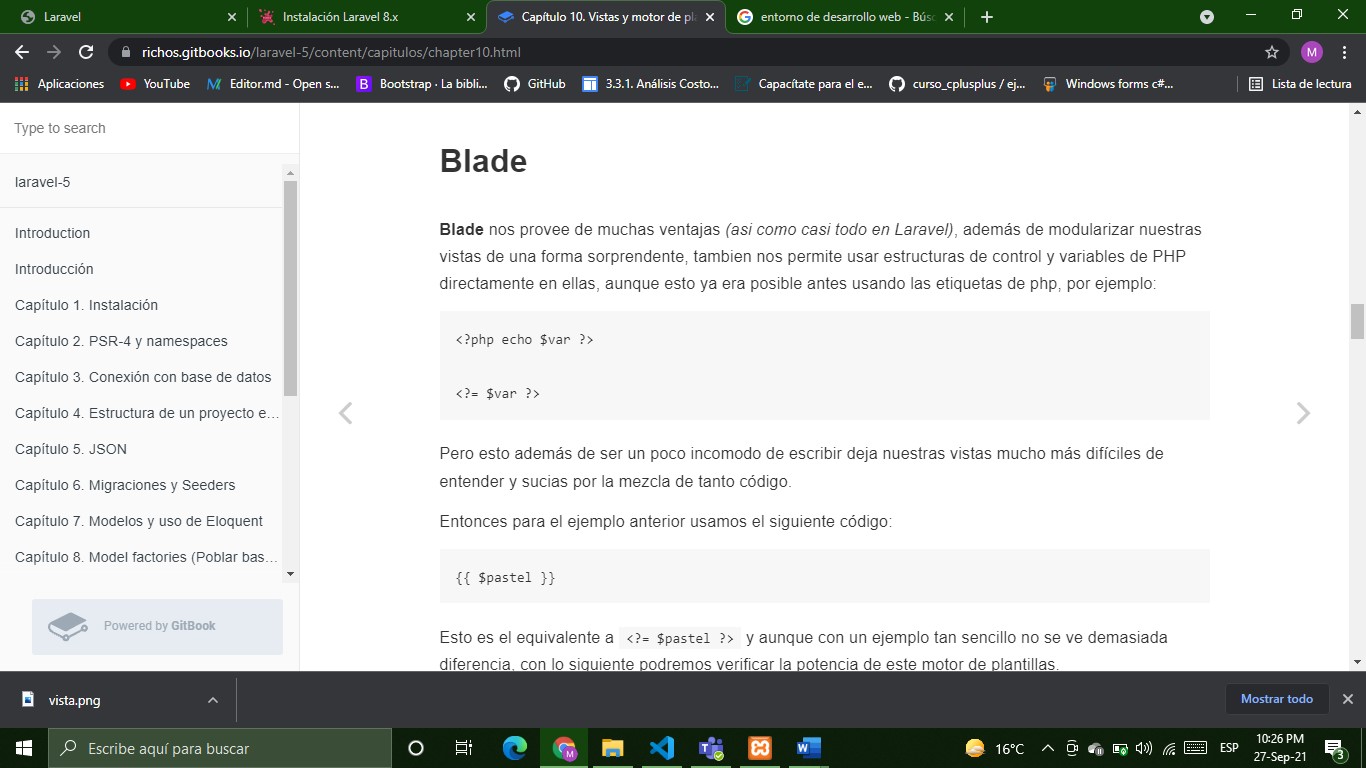 Laravel
Instalación Laravel 8.x
Capítulo 10. Vistas y motor de pla
entorno de desarrollo web - Búsc
richos.gitbooks.io/laravel-5/content/capitulos/chapter10.html
M
Aplicaciones
YouTube
Editor.md - Open s...
Bootstrap · La bibli...
GitHub
3.3.1. Análisis Costo...
Capacítate para el e...
curso_cplusplus / ej...
Windows forms c#...
Lista de lectura
Type to search
laravel-5
Introduction
Introducción
Capítulo 1. Instalación
Capítulo 2. PSR-4 y namespaces
Capítulo 3. Conexión con base de datos
Capítulo 4. Estructura de un proyecto e...
Capítulo 5. JSON
Capítulo 6. Migraciones y Seeders
Capítulo 7. Modelos y uso de Eloquent
Capítulo 8. Model factories (Poblar bas...
Powered by GitBook
Blade
Blade nos provee de muchas ventajas (asi como casi todo en Laravel), además de modularizar nuestras
vistas de una forma sorprendente, tambien nos permite usar estructuras de control y variables de PHP
directamente en ellas, aunque esto ya era posible antes usando las etiquetas de php, por ejemplo:
<?php echo $var ?>
<?= $var ?>
Pero esto además de ser un poco incomodo de escribir deja nuestras vistas mucho más difíciles de
entender y sucias por la mezcla de tanto código.
Entonces para el ejemplo anterior usamos el siguiente código:
{{ $pastel }}
Esto es el equivalente a <?= $pastel ?> y aunque con un ejemplo tan sencillo no se ve demasiada
diferencia, con lo siguiente podremos verificar la potencia de este motor de plantillas.
vista.png
Mostrar todo
Escribe aquí para buscar
16°C
ESP
10:26 PM
27-Sep-21
3